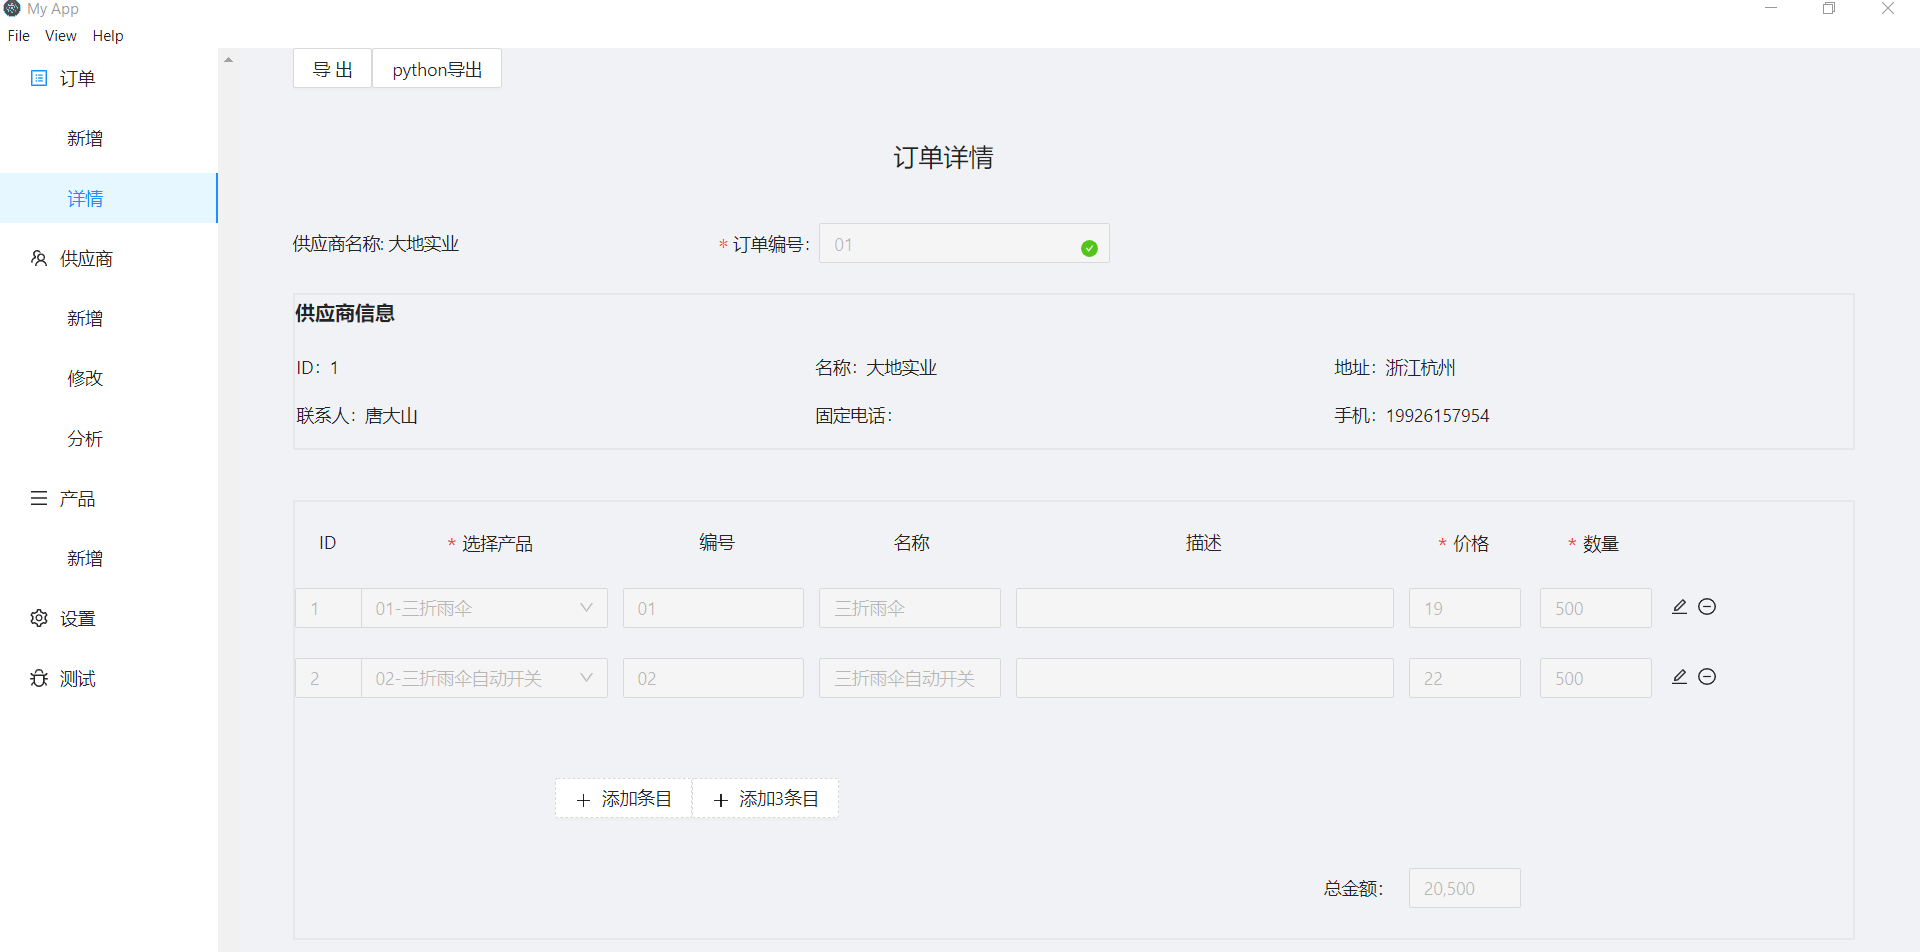 My App
File View Help
订单
新增
详情
供应商
新增
修改
分析
产品
新增
设置
测试
导 出 python导出
订单详情
供应商名称: 大地实业 * 订单编号: 01
供应商信息
ID：1 名称：大地实业 地址：浙江杭州
联系人：唐大山 固定电话： 手机：19926157954
ID * 选择产品 编号 名称 描述 * 价格 * 数量
1 01-三折雨伞 01 三折雨伞 19 500
2 02-三折雨伞自动开关 02 三折雨伞自动开关 22 500
+ 添加条目 + 添加3条目
总金额： 20,500